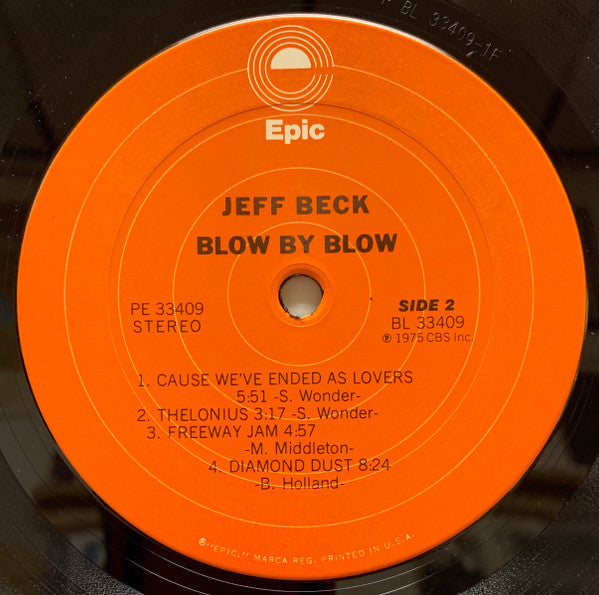 BL 33409-1F
Epic
JEFF BECK
BLOW BY BLOW
PE 33409
STEREO
SIDE 2
BL 33409
℗ 1975 CBS Inc.
1. CAUSE WE'VE ENDED AS LOVERS
5:51 -S. Wonder-
2. THELONIUS 3:17 -S. Wonder-
3. FREEWAY JAM 4:57
-M. Middleton-
4. DIAMOND DUST 8:24
-B. Holland-
®-"EPIC," MARCA REG. PRINTED IN U.S.A.